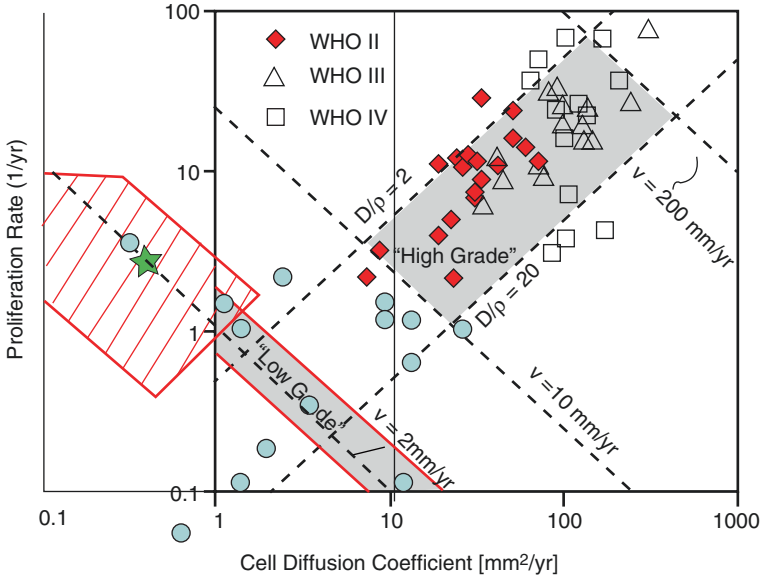 100
WHO II
WHO III
WHO IV
10
1
0.1
Proliferation Rate (1/yr)
D/ρ = 2
"High Grade"
D/ρ = 20
v = 200 mm/yr
v =10 mm/yr
"Low Grade"
v = 2mm/yr
0.1
1
10
100
1000
Cell Diffusion Coefficient [mm²/yr]